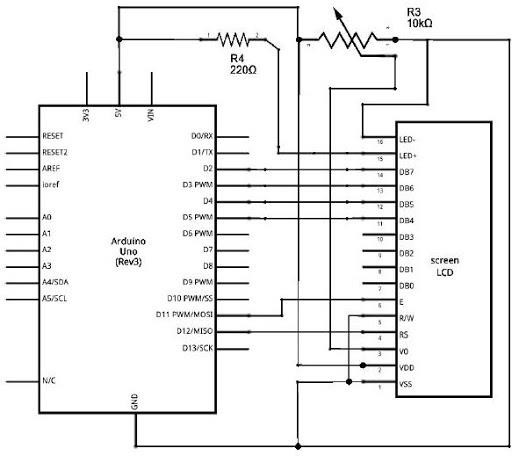 R3
10kΩ
R4
220Ω
1
2
3V3
5V
VIN
RESET
RESET2
AREF
ioref
A0
A1
A2
A3
A4/SDA
A5/SCL
N/C
Arduino
Uno
(Rev3)
D0/RX
D1/TX
D2
D3 PWM
D4
D5 PWM
D6 PWM
D7
D8
D9 PWM
D10 PWM/SS
D11 PWM/MOSI
D12/MISO
D13/SCK
GND
16 LED-
15 LED+
14 DB7
13 DB6
12 DB5
11 DB4
10 DB3
9 DB2
8 DB1
7 DB0
6 E
5 R/W
4 RS
3 V0
2 VDD
1 VSS
screen
LCD